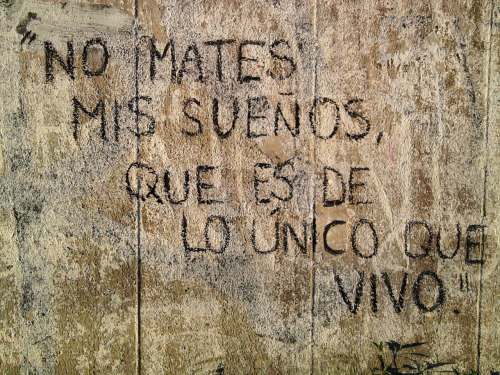 "NO MATES
MIS SUEÑOS,
QUE ES DE
LO ÚNICO QUE
VIVO."